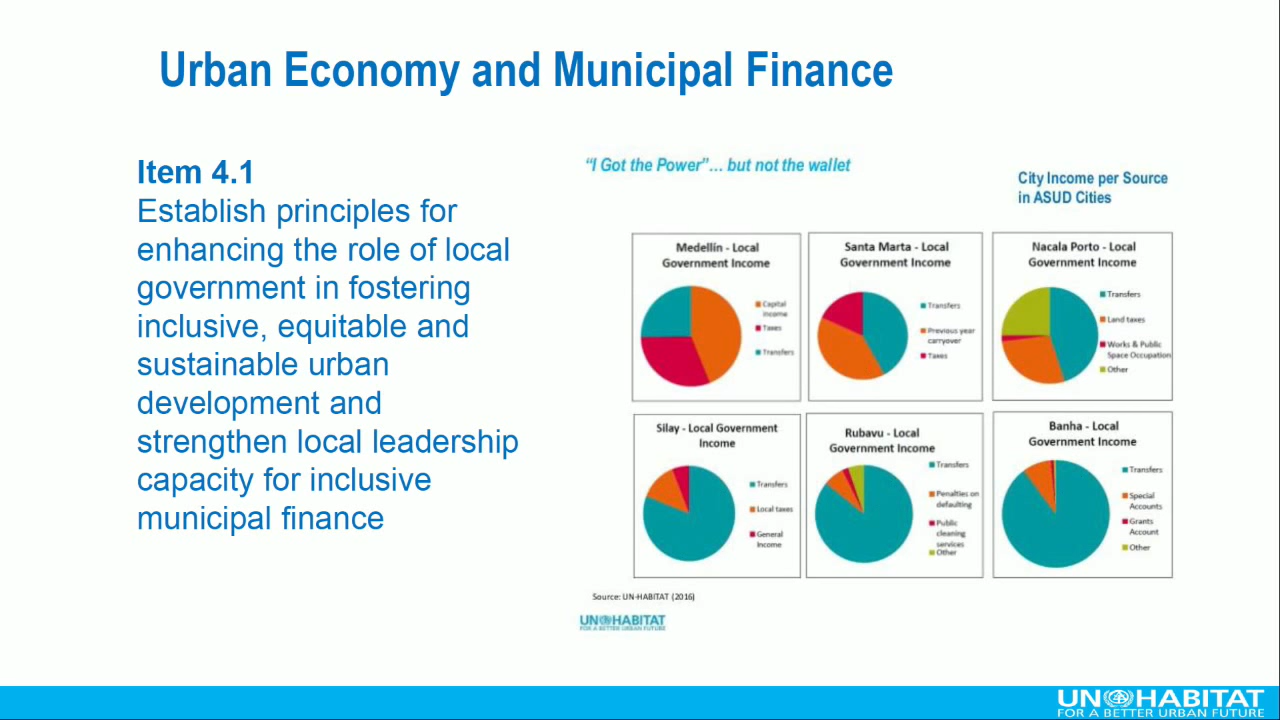 Urban Economy and Municipal Finance
Item 4.1
Establish principles for
enhancing the role of local
government in fostering
inclusive, equitable and
sustainable urban
development and
strengthen local leadership
capacity for inclusive
municipal finance
“I Got the Power”… but not the wallet
City Income per Source
in ASUD Cities
Medellín - Local
Government Income
Capital
income
Taxes
Transfers
Santa Marta - Local
Government Income
Transfers
Previous year
carryover
Taxes
Nacala Porto - Local
Government Income
Transfers
Land taxes
Works & Public
Space Occupation
Other
Silay - Local Government
Income
Transfers
Local taxes
General
Income
Rubavu - Local
Government Income
Transfers
Penalties on
defaulting
Public
cleaning
services
Other
Banha - Local
Government Income
Transfers
Special
Accounts
Grants
Account
Other
Source: UN-HABITAT (2016)
UN HABITAT
FOR A BETTER URBAN FUTURE
UN HABITAT
FOR A BETTER URBAN FUTURE